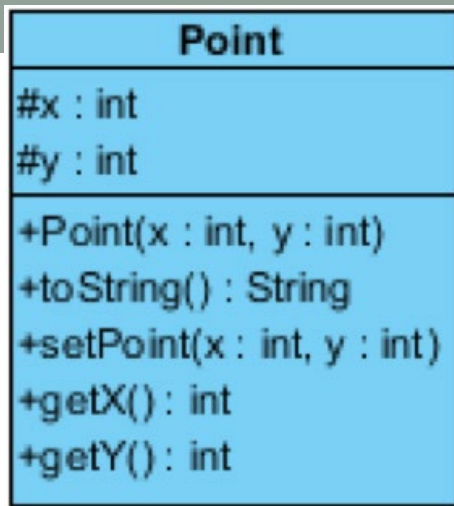 Point
#x : int
#y : int
+Point(x : int, y : int)
+toString() : String
+setPoint(x : int, y : int)
+getX() : int
+getY() : int